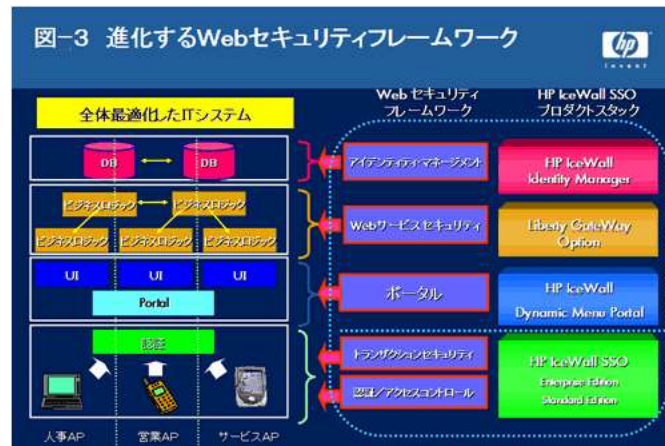 図-3 進化するWebセキュリティフレームワーク
hp
invent
全体最適化したITシステム
Web セキュリティ
フレームワーク
HP IceWall SSO
プロダクトスタック
DB
DB
アイデンティティ・マネージメント
HP IceWall
Identity Manager
ビジネスロジック
ビジネスロジック
ビジネスロジック
ビジネスロジック
ビジネスロジック
Webサービスセキュリティ
Liberty GateWay
Option
UI
UI
UI
Portal
ポータル
HP IceWall
Dynamic Menu Portal
認証
トランザクションセキュリティ
認証/アクセスコントロール
HP IceWall SSO
Enterprise Edition
Standard Edition
人事AP
営業AP
サービスAP